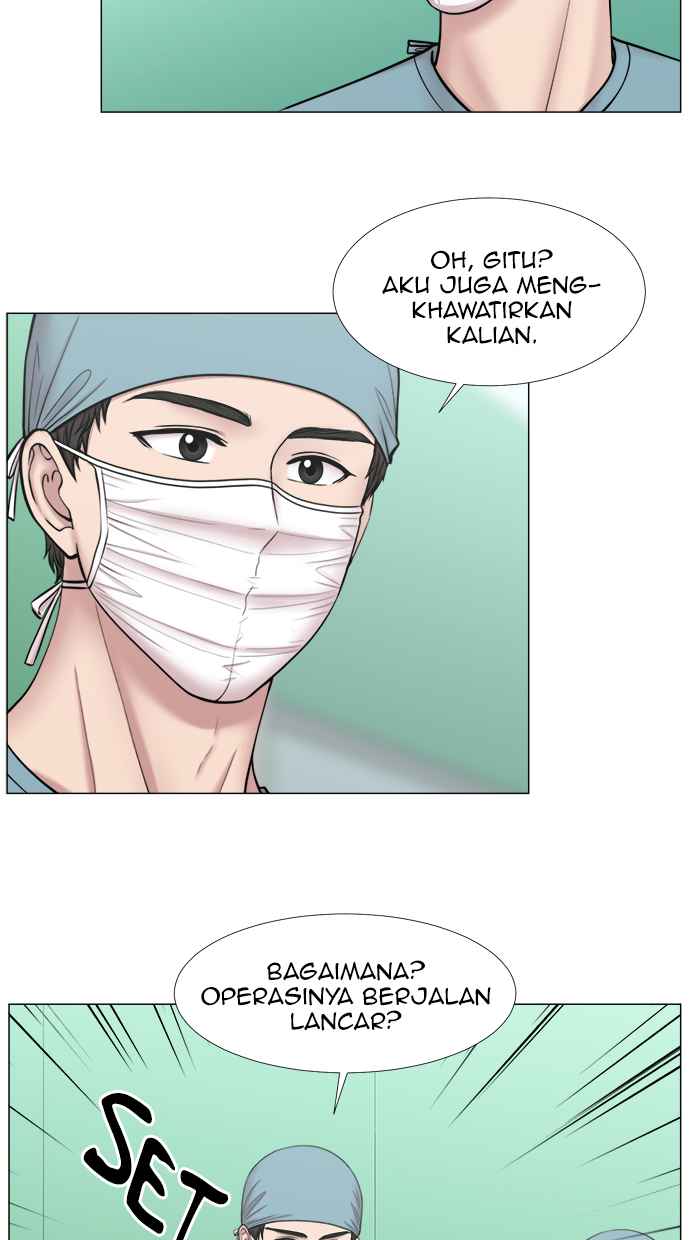 OH, GITU?
AKU JUGA MENG-
KHAWATIRKAN
KALIAN.
BAGAIMANA?
OPERASINYA BERJALAN
LANCAR?
SET